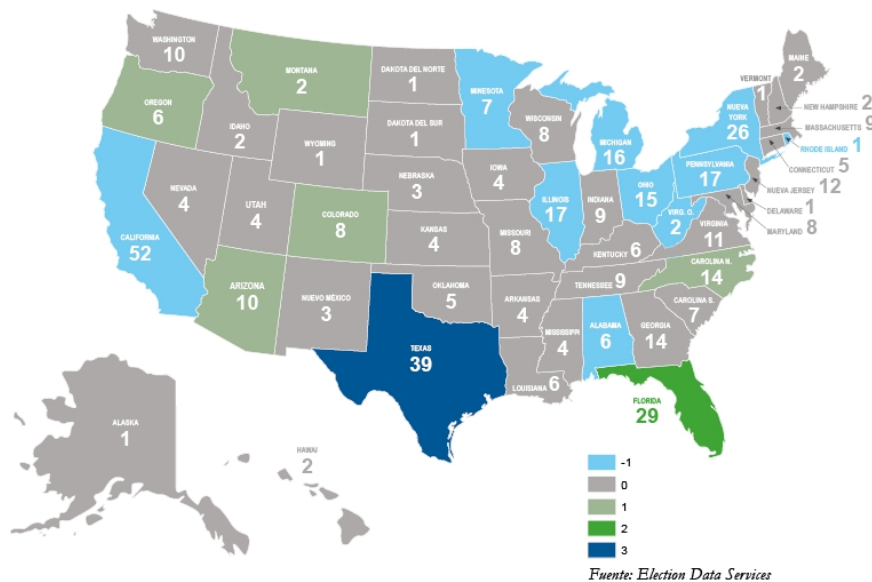 WASHINGTON
10
OREGON
6
CALIFORNIA
52
NEVADA
4
IDAHO
2
MONTANA
2
WYOMING
1
UTAH
4
ARIZONA
10
COLORADO
8
NUEVO MÉXICO
3
DAKOTA DEL NORTE
1
DAKOTA DEL SUR
1
NEBRASKA
3
KANSAS
4
OKLAHOMA
5
TEXAS
39
MINESOTA
7
IOWA
4
MISSOURI
8
ARKANSAS
4
LOUISIANA 6
WISCONSIN
8
ILLINOIS
17
MICHIGAN
16
INDIANA
9
OHIO
15
KENTUCKY 6
TENNESSEE 9
MISSISSIPI
4
ALABAMA
6
GEORGIA
14
FLORIDA
29
CAROLINA S.
7
CAROLINA N.
14
VIRGINIA
11
VIRG. O.
2
PENNSYLVANIA
17
NUEVA
YORK
26
VERMONT
1
MAINE
2
NEW HAMPSHIRE 2
MASSACHUSETTS 9
RHODE ISLAND 1
CONNECTICUT 5
NUEVA JERSEY 12
DELAWARE 1
MARYLAND 8
ALASKA
1
HAWAI
2
-1
0
1
2
3
Fuente: Election Data Services